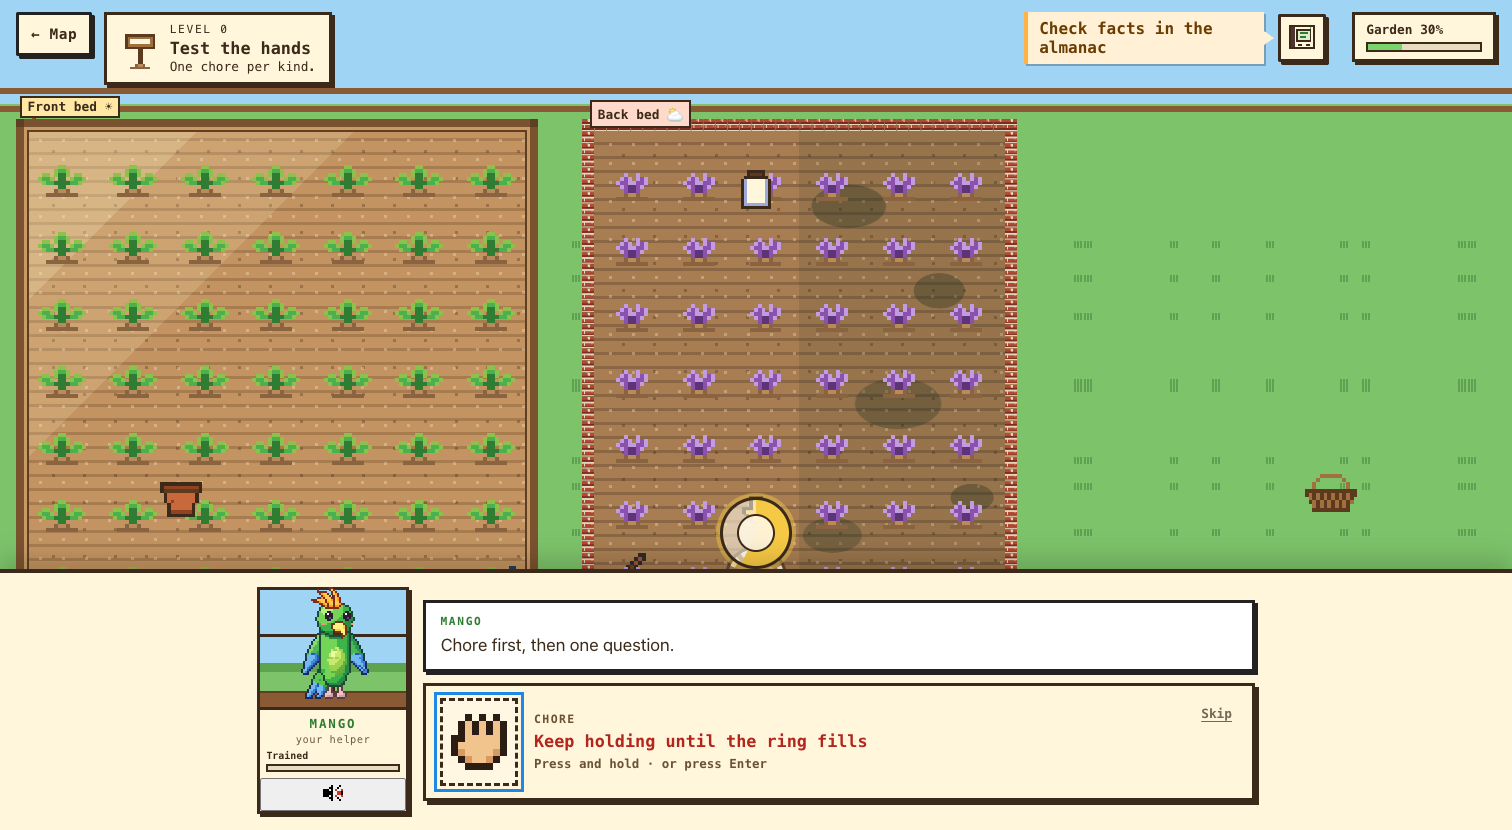 ← Map
LEVEL 0
Test the hands
One chore per kind.
Check facts in the
almanac
Garden 30%
Front bed ☀
Back bed ⛅
MANGO
Chore first, then one question.
MANGO
your helper
Trained
CHORE
Keep holding until the ring fills
Press and hold · or press Enter
Skip